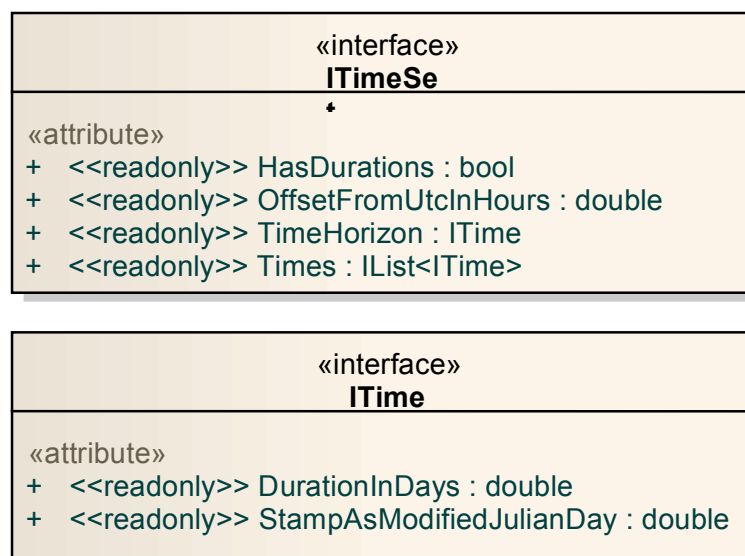 «interface»
ITimeSe
t
«attribute»
+ <<readonly>> HasDurations : bool
+ <<readonly>> OffsetFromUtcInHours : double
+ <<readonly>> TimeHorizon : ITime
+ <<readonly>> Times : IList<ITime>
«interface»
ITime
«attribute»
+ <<readonly>> DurationInDays : double
+ <<readonly>> StampAsModifiedJulianDay : double